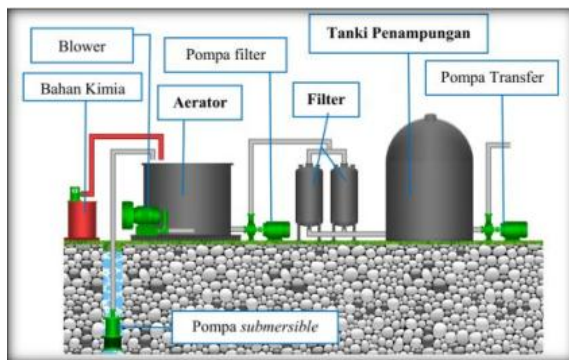 Blower
Bahan Kimia
Aerator
Pompa filter
Filter
Tanki Penampungan
Pompa Transfer
Pompa submersible